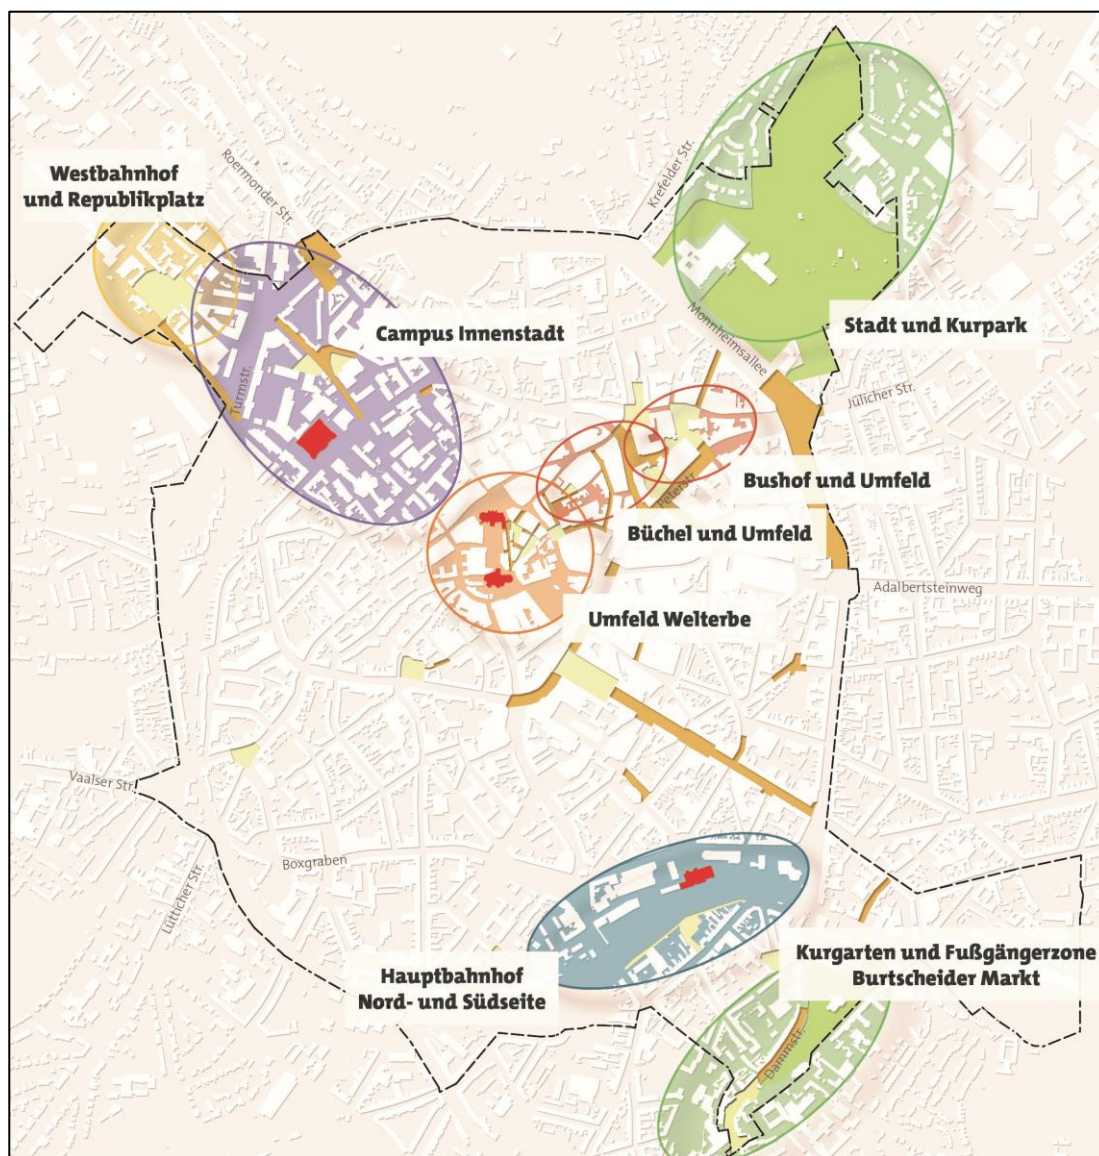 Westbahnhof
und Republikplatz
Roermonder Str.
Krefelder Str.
Campus Innenstadt
Turmstr.
Monnheimsallee
Stadt und Kurpark
Jülicher Str.
Peterstr.
Bushof und Umfeld
Büchel und Umfeld
Adalbertsteinweg
Umfeld Welterbe
Vaalser Str.
Boxgraben
Lütticher Str.
Hauptbahnhof
Nord- und Südseite
Kurgarten und Fußgängerzone
Burtscheider Markt
Dammstr.